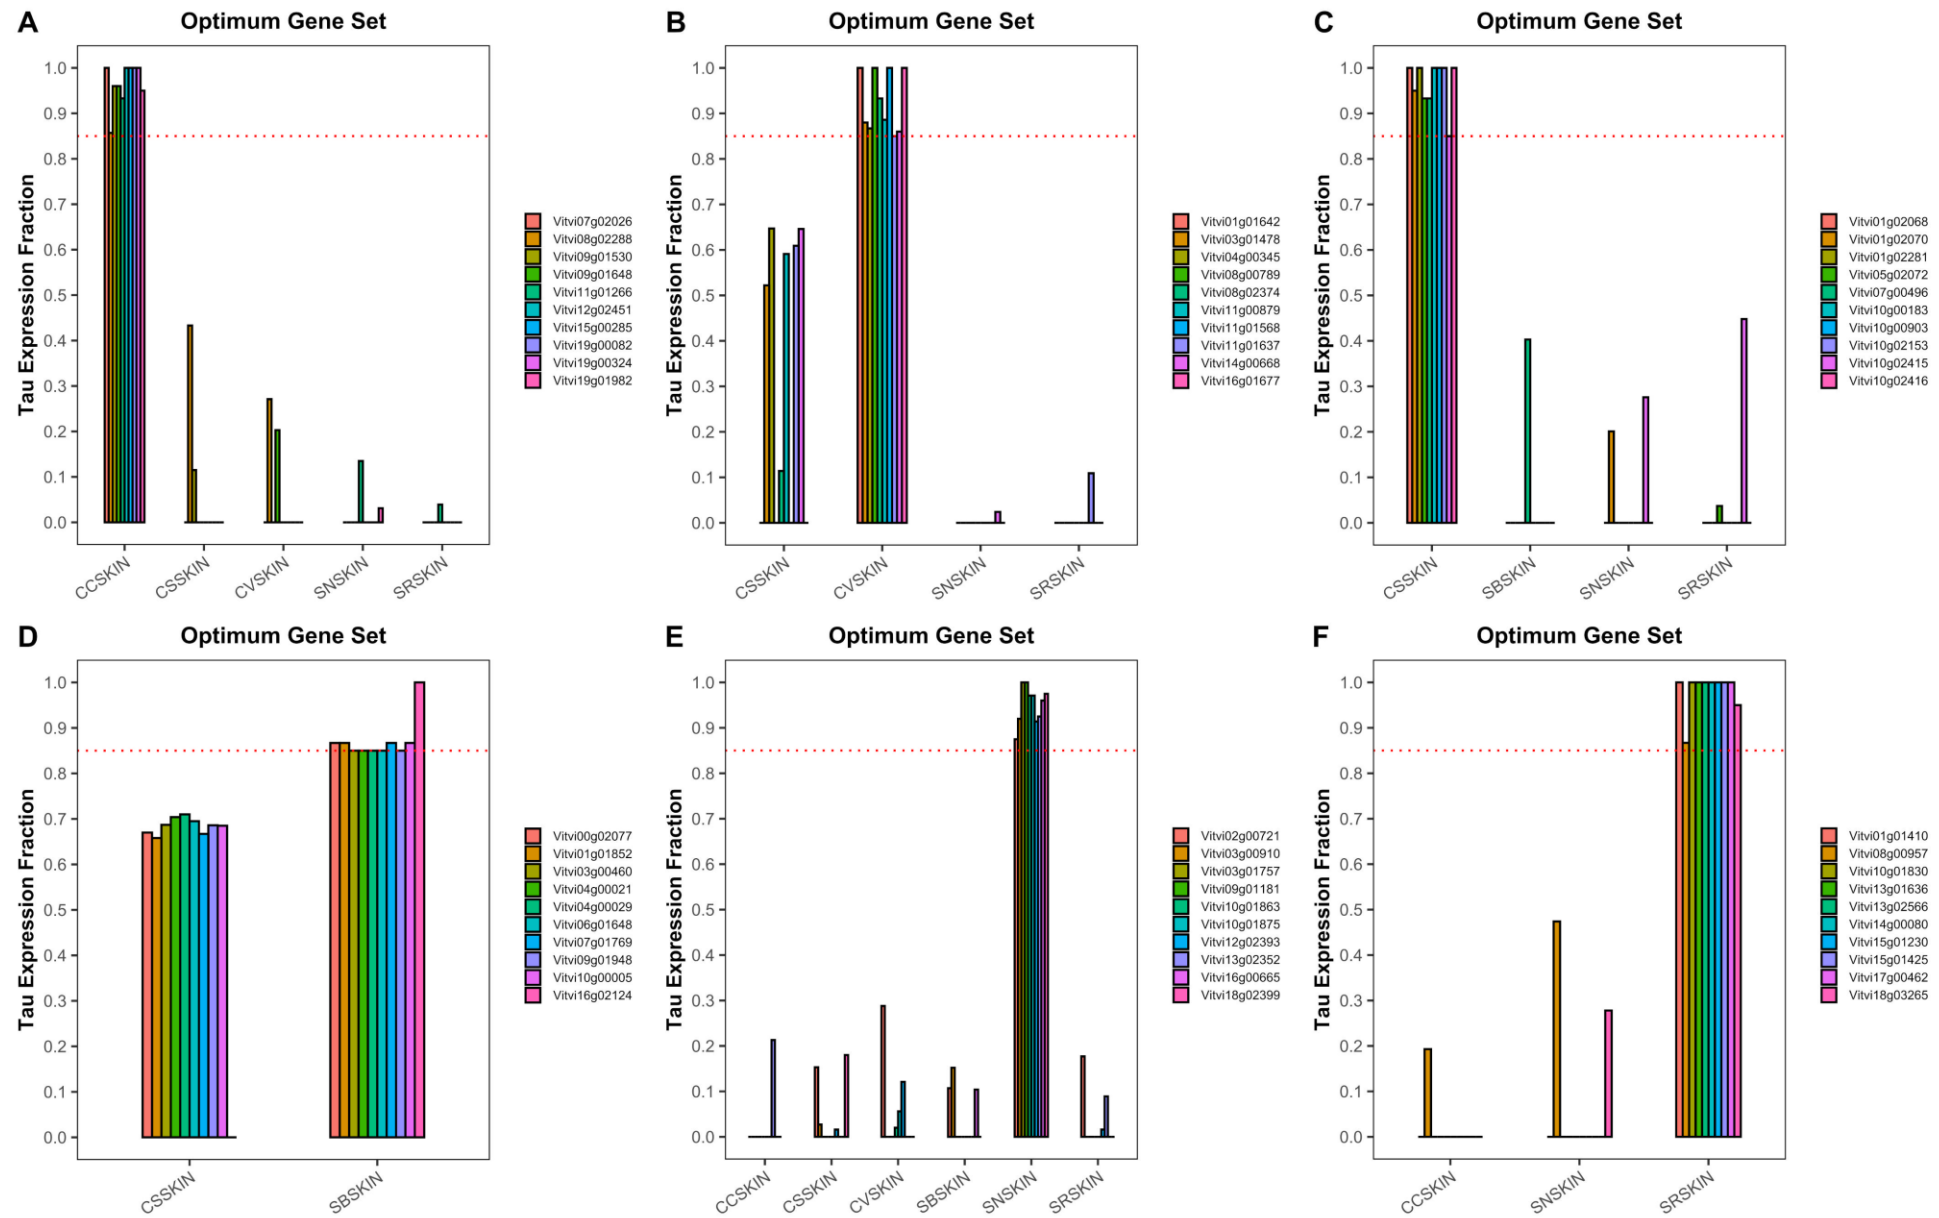 A
Optimum Gene Set
Tau Expression Fraction
1.0
0.9
0.8
0.7
0.6
0.5
0.4
0.3
0.2
0.1
0.0
CCSKIN
CSSKIN
CVSKIN
SNSKIN
SRSKIN
Vitvi07g02026
Vitvi08g02288
Vitvi09g01530
Vitvi09g01648
Vitvi11g01266
Vitvi12g02451
Vitvi15g00285
Vitvi19g00082
Vitvi19g00324
Vitvi19g01982
B
Optimum Gene Set
Tau Expression Fraction
1.0
0.9
0.8
0.7
0.6
0.5
0.4
0.3
0.2
0.1
0.0
CSSKIN
CVSKIN
SNSKIN
SRSKIN
Vitvi01g01642
Vitvi03g01478
Vitvi04g00345
Vitvi08g00789
Vitvi08g02374
Vitvi11g00879
Vitvi11g01568
Vitvi11g01637
Vitvi14g00668
Vitvi16g01677
C
Optimum Gene Set
Tau Expression Fraction
1.0
0.9
0.8
0.7
0.6
0.5
0.4
0.3
0.2
0.1
0.0
CSSKIN
SBSKIN
SNSKIN
SRSKIN
Vitvi01g02068
Vitvi01g02070
Vitvi01g02281
Vitvi05g02072
Vitvi07g00496
Vitvi10g00183
Vitvi10g00903
Vitvi10g02153
Vitvi10g02415
Vitvi10g02416
D
Optimum Gene Set
Tau Expression Fraction
1.0
0.9
0.8
0.7
0.6
0.5
0.4
0.3
0.2
0.1
0.0
CSSKIN
SBSKIN
Vitvi00g02077
Vitvi01g01852
Vitvi03g00460
Vitvi04g00021
Vitvi04g00029
Vitvi06g01648
Vitvi07g01769
Vitvi09g01948
Vitvi10g00005
Vitvi16g02124
E
Optimum Gene Set
Tau Expression Fraction
1.0
0.9
0.8
0.7
0.6
0.5
0.4
0.3
0.2
0.1
0.0
CCSKIN
CSSKIN
CVSKIN
SBSKIN
SNSKIN
SRSKIN
Vitvi02g00721
Vitvi03g00910
Vitvi03g01757
Vitvi09g01181
Vitvi10g01863
Vitvi10g01875
Vitvi12g02393
Vitvi13g02352
Vitvi16g00665
Vitvi18g02399
F
Optimum Gene Set
Tau Expression Fraction
1.0
0.9
0.8
0.7
0.6
0.5
0.4
0.3
0.2
0.1
0.0
CCSKIN
SNSKIN
SRSKIN
Vitvi01g01410
Vitvi08g00957
Vitvi10g01830
Vitvi13g01636
Vitvi13g02566
Vitvi14g00080
Vitvi15g01230
Vitvi15g01425
Vitvi17g00462
Vitvi18g03265